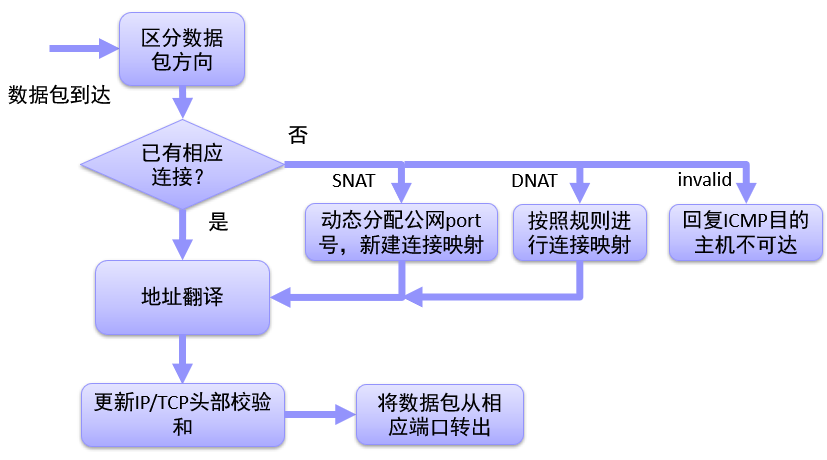 区分数据
包方向
数据包到达
已有相应
连接？
否
是
SNAT
DNAT
invalid
动态分配公网port
号，新建连接映射
按照规则进
行连接映射
回复ICMP目的
主机不可达
地址翻译
更新IP/TCP头部校验
和
将数据包从相
应端口转出